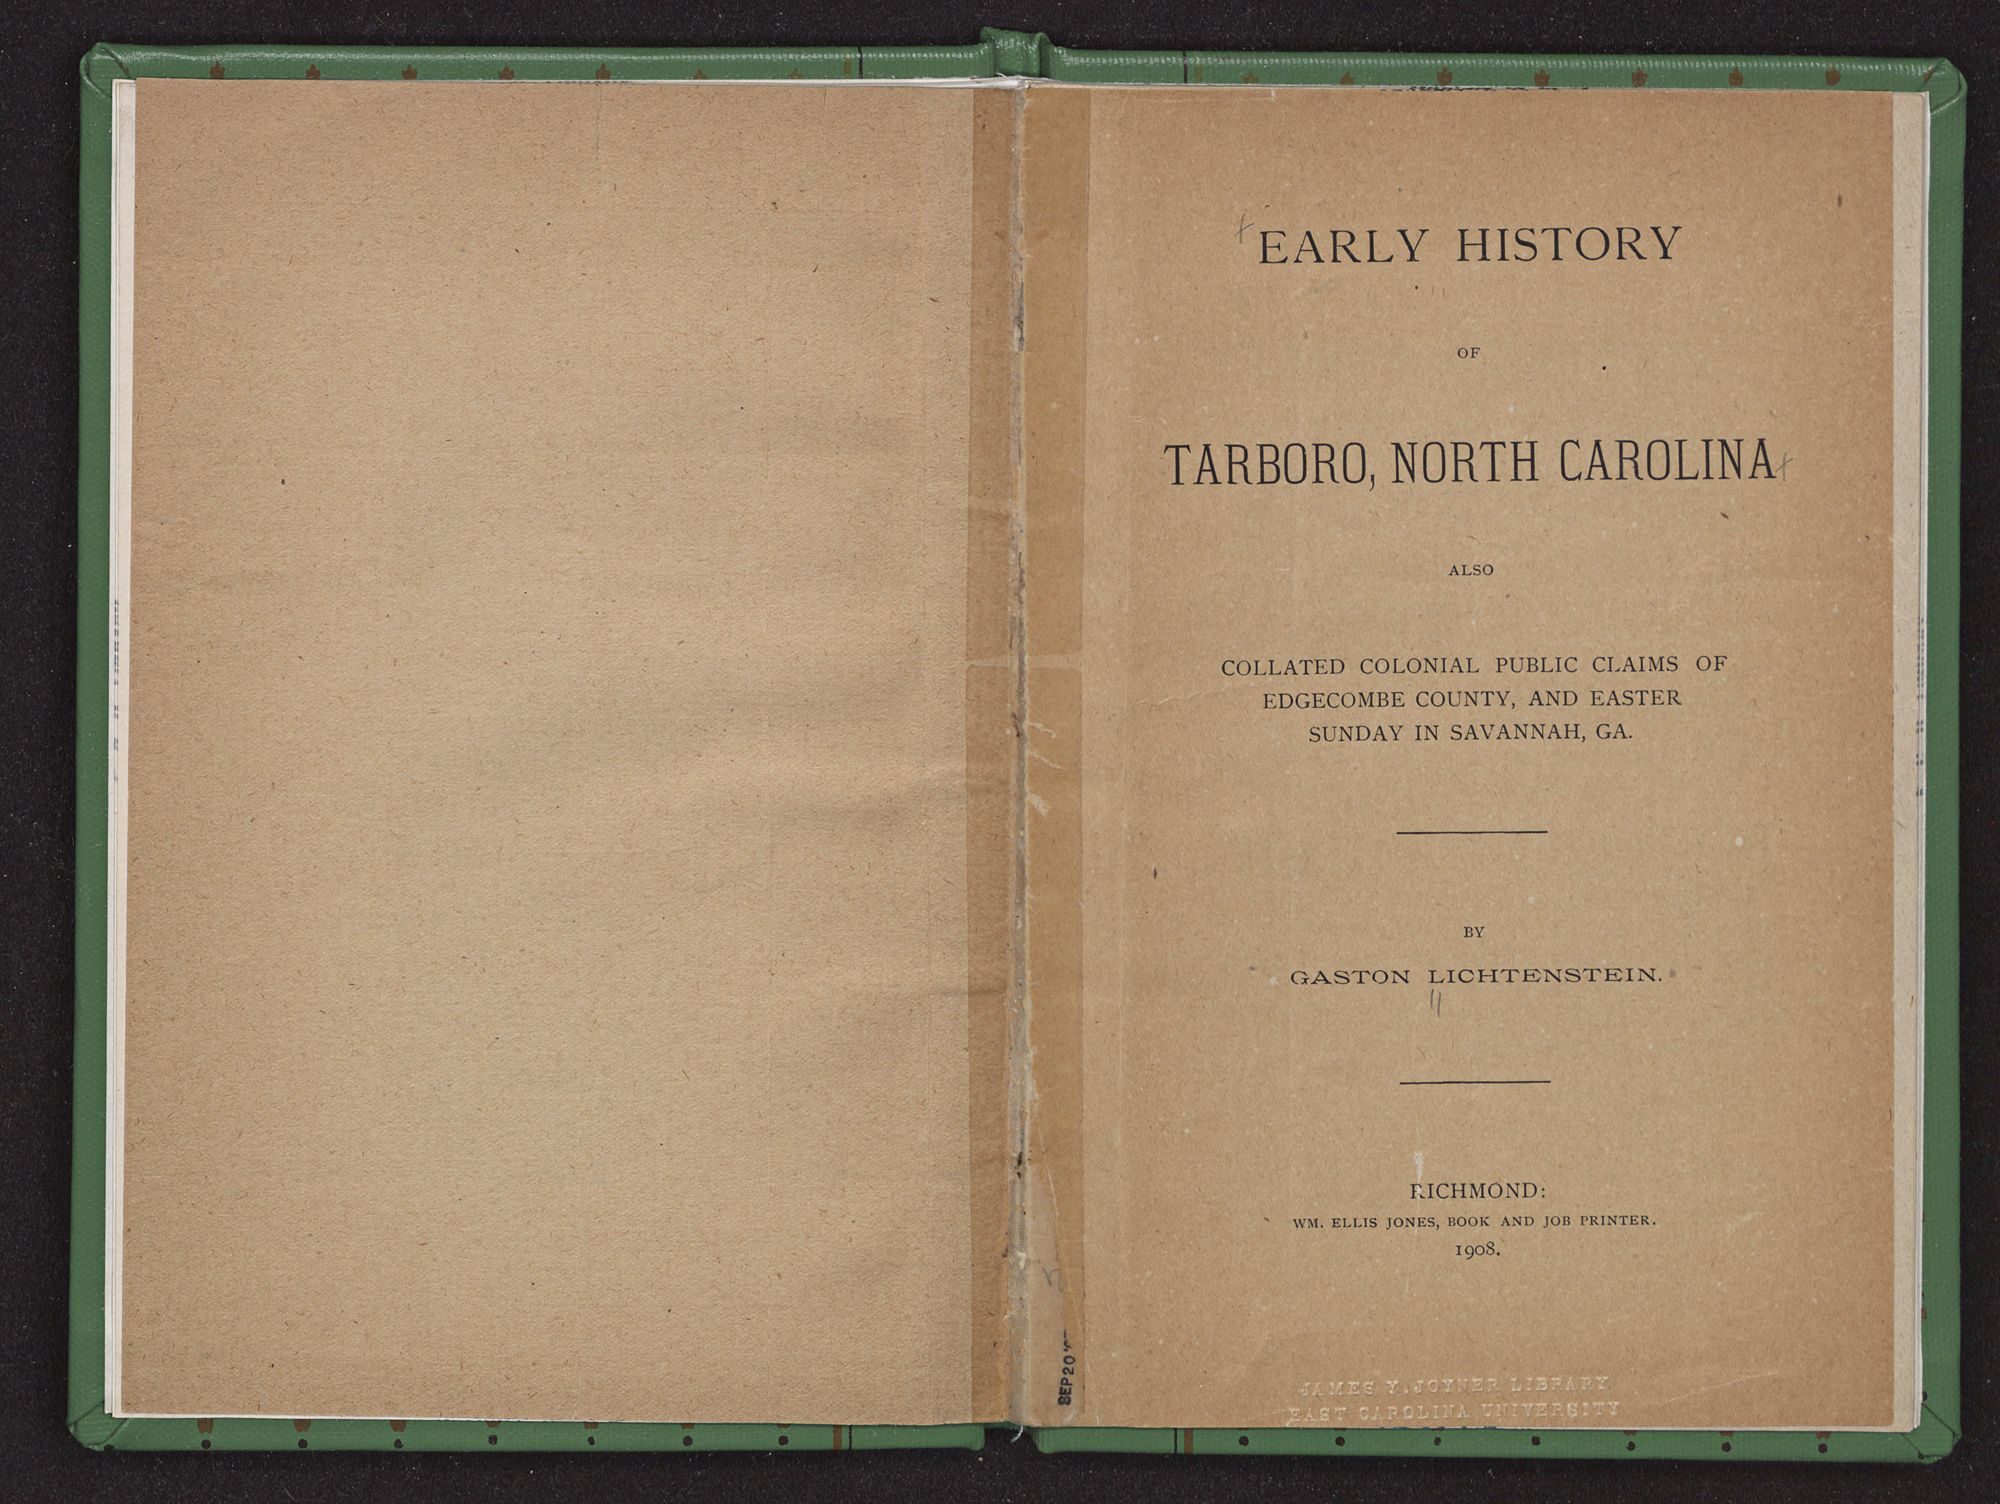 EARLY HISTORY
OF
TARBORO, NORTH CAROLINA
ALSO
COLLATED COLONIAL PUBLIC CLAIMS OF
EDGECOMBE COUNTY, AND EASTER
SUNDAY IN SAVANNAH, GA.
BY
GASTON LICHTENSTEIN.
RICHMOND:
WM. ELLIS JONES, BOOK AND JOB PRINTER.
1908.
SEP 20
JAMES Y. JOYNER LIBRARY
EAST CAROLINA UNIVERSITY